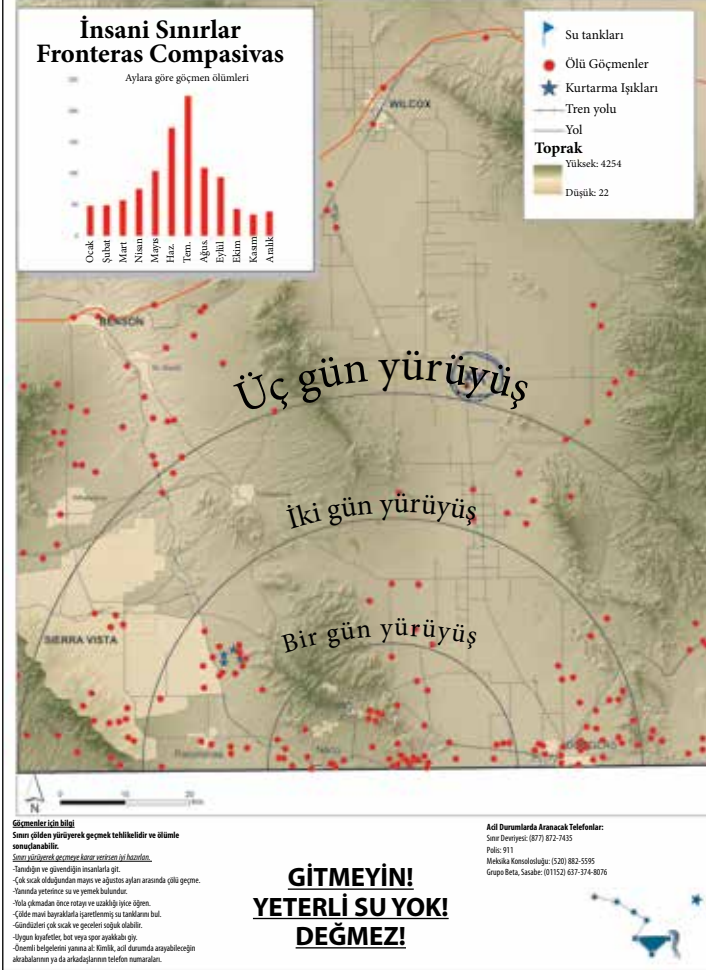 İnsani Sınırlar
Fronteras Compasivas
Aylara göre göçmen ölümleri
Ocak
Şubat
Mart
Nisan
Mayıs
Haz.
Tem.
Ağus.
Eylül
Ekim
Kasım
Aralık
Su tankları
Ölü Göçmenler
Kurtarma Işıkları
Tren yolu
Yol
Toprak
Yüksek: 4254
Düşük: 22
WILCOX
BENSON
Üç gün yürüyüş
İki gün yürüyüş
Bir gün yürüyüş
SIERRA VISTA
Naco
DOUGLAS
N
0 10 20
Göçmenler için bilgi
Sınırı çölden yürüyerek geçmek tehlikelidir ve ölümle
sonuçlanabilir.
Sınırı yürüyerek geçmeye karar verirsen iyi hazırlan.
-Tanıdığın ve güvendiğin insanlarla git.
-Çok sıcak olduğundan mayıs ve ağustos ayları arasında çölü geçme.
-Yanında yeterince su ve yemek bulundur.
-Yola çıkmadan önce rotayı ve uzaklığı iyice öğren.
-Çölde mavi bayraklarla işaretlenmiş su tanklarını bul.
-Gündüzleri çok sıcak ve geceleri soğuk olabilir.
-Uygun kıyafetler, bot veya spor ayakkabı giy.
-Önemli belgelerini yanına al: Kimlik, acil durumda arayabileceğin
akrabalarının ya da arkadaşlarının telefon numaraları.
GİTMEYİN!
YETERLİ SU YOK!
DEĞMEZ!
Acil Durumlarda Aranacak Telefonlar:
Sınır Devriyesi: (877) 872-7435
Polis: 911
Meksika Konsolosluğu: (520) 882-5595
Grupo Beta, Sasabe: (01152) 637-374-8076